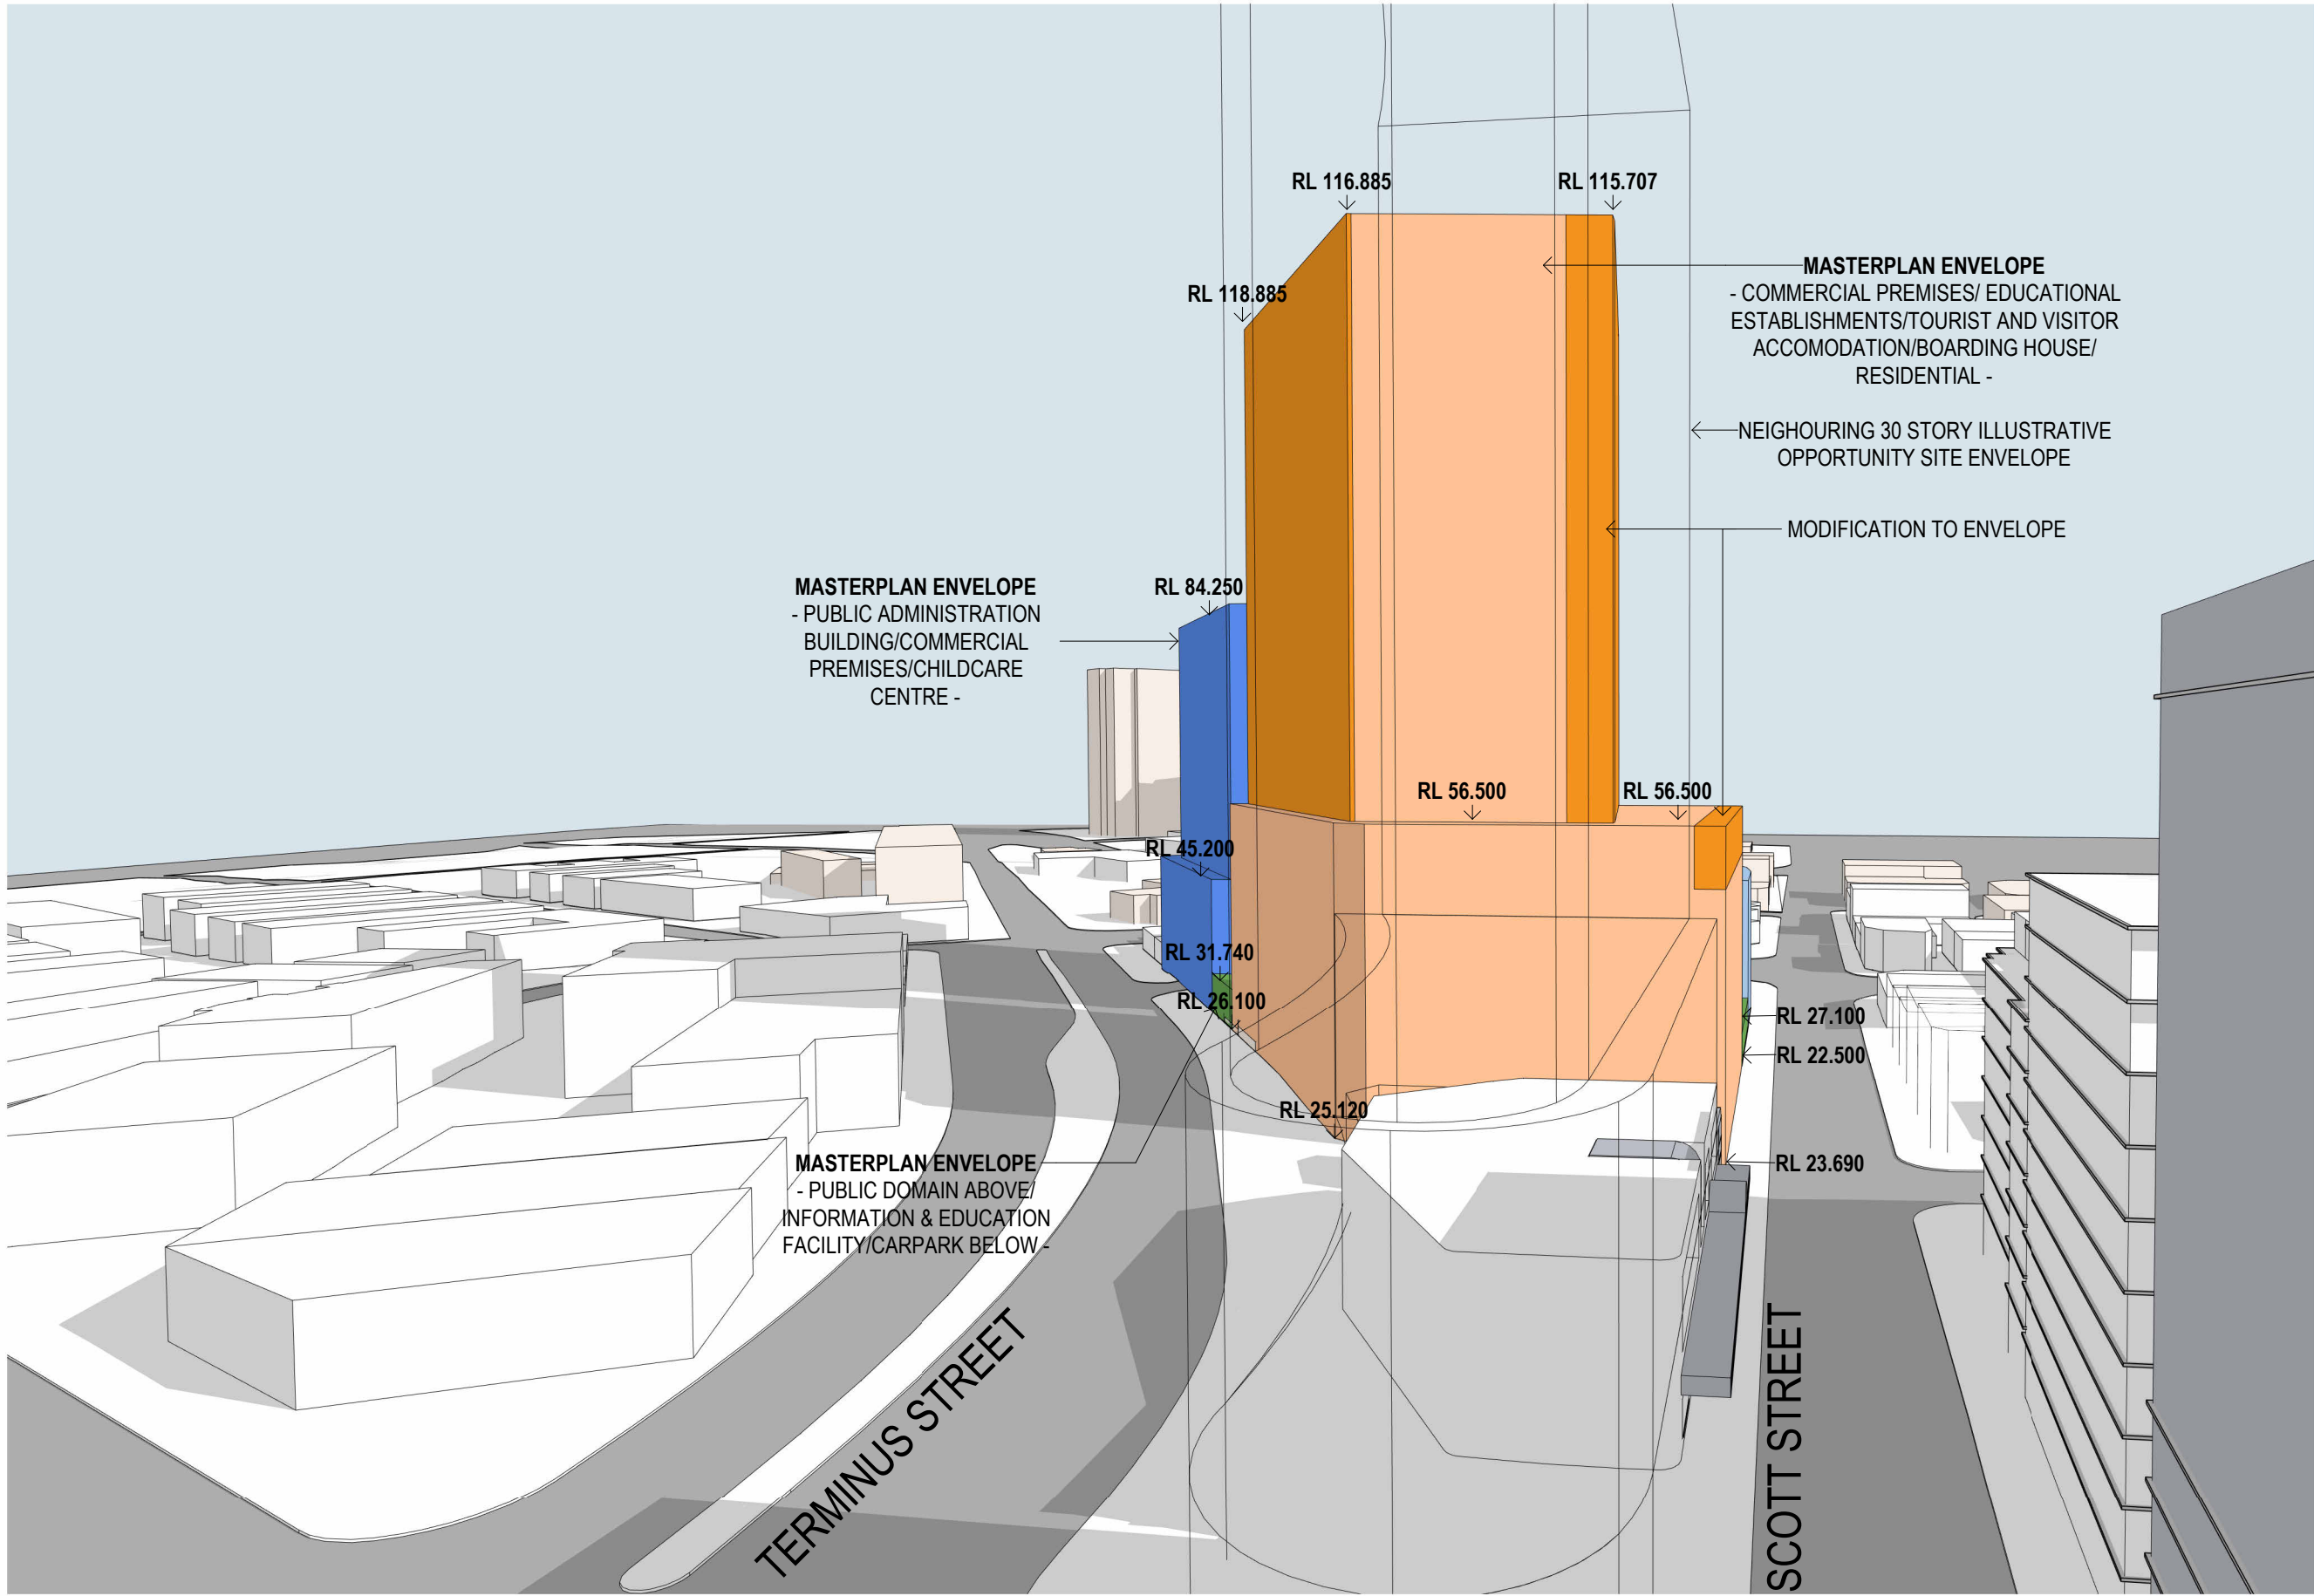 RL 116.885
RL 115.707
RL 118.885
MASTERPLAN ENVELOPE
- COMMERCIAL PREMISES/ EDUCATIONAL
ESTABLISHMENTS/TOURIST AND VISITOR
ACCOMODATION/BOARDING HOUSE/
RESIDENTIAL -
NEIGHOURING 30 STORY ILLUSTRATIVE
OPPORTUNITY SITE ENVELOPE
MODIFICATION TO ENVELOPE
MASTERPLAN ENVELOPE
- PUBLIC ADMINISTRATION
BUILDING/COMMERCIAL
PREMISES/CHILDCARE
CENTRE -
RL 84.250
RL 56.500
RL 56.500
RL 45.200
RL 31.740
RL 26.100
RL 27.100
RL 22.500
RL 25.120
RL 23.690
MASTERPLAN ENVELOPE
- PUBLIC DOMAIN ABOVE/
INFORMATION & EDUCATION
FACILITY/CARPARK BELOW -
TERMINUS STREET
SCOTT STREET